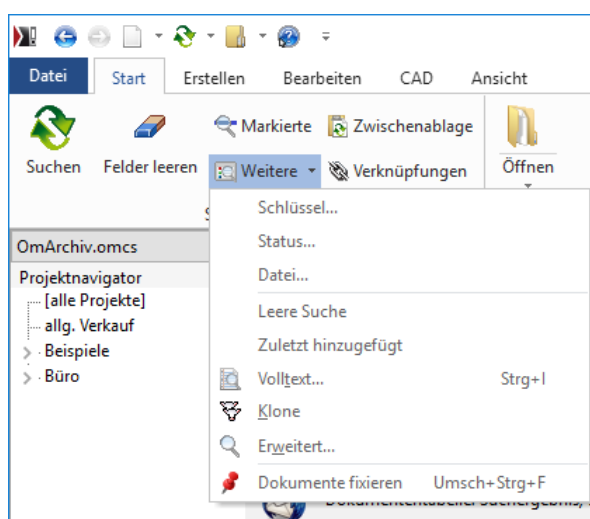 Datei Start Erstellen Bearbeiten CAD Ansicht
Markierte Zwischenablage
Suchen Felder leeren Weitere Verknüpfungen Öffnen
OmArchiv.omcs
Projektnavigator
[alle Projekte]
allg. Verkauf
Beispiele
Büro
Schlüssel...
Status...
Datei...
Leere Suche
Zuletzt hinzugefügt
Volltext... Strg+I
Klone
Erweitert...
Dokumente fixieren Umsch+Strg+F